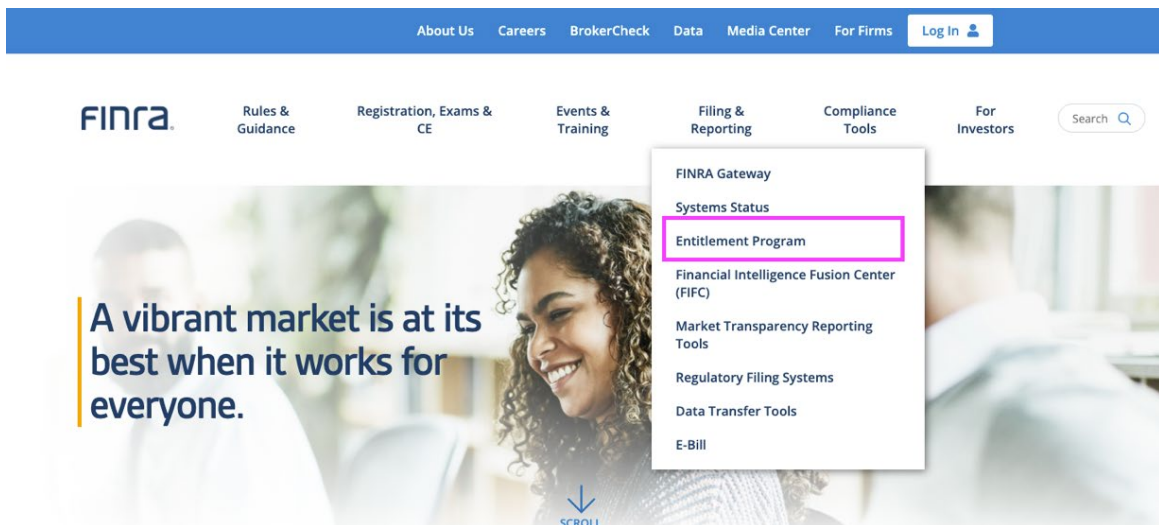 About Us Careers BrokerCheck Data Media Center For Firms Log In
FINRA.
Rules &
Guidance
Registration, Exams &
CE
Events &
Training
Filing &
Reporting
Compliance
Tools
For
Investors
Search
FINRA Gateway
Systems Status
Entitlement Program
Financial Intelligence Fusion Center
(FIFC)
Market Transparency Reporting
Tools
Regulatory Filing Systems
Data Transfer Tools
E-Bill
A vibrant market is at its
best when it works for
everyone.
SCROLL